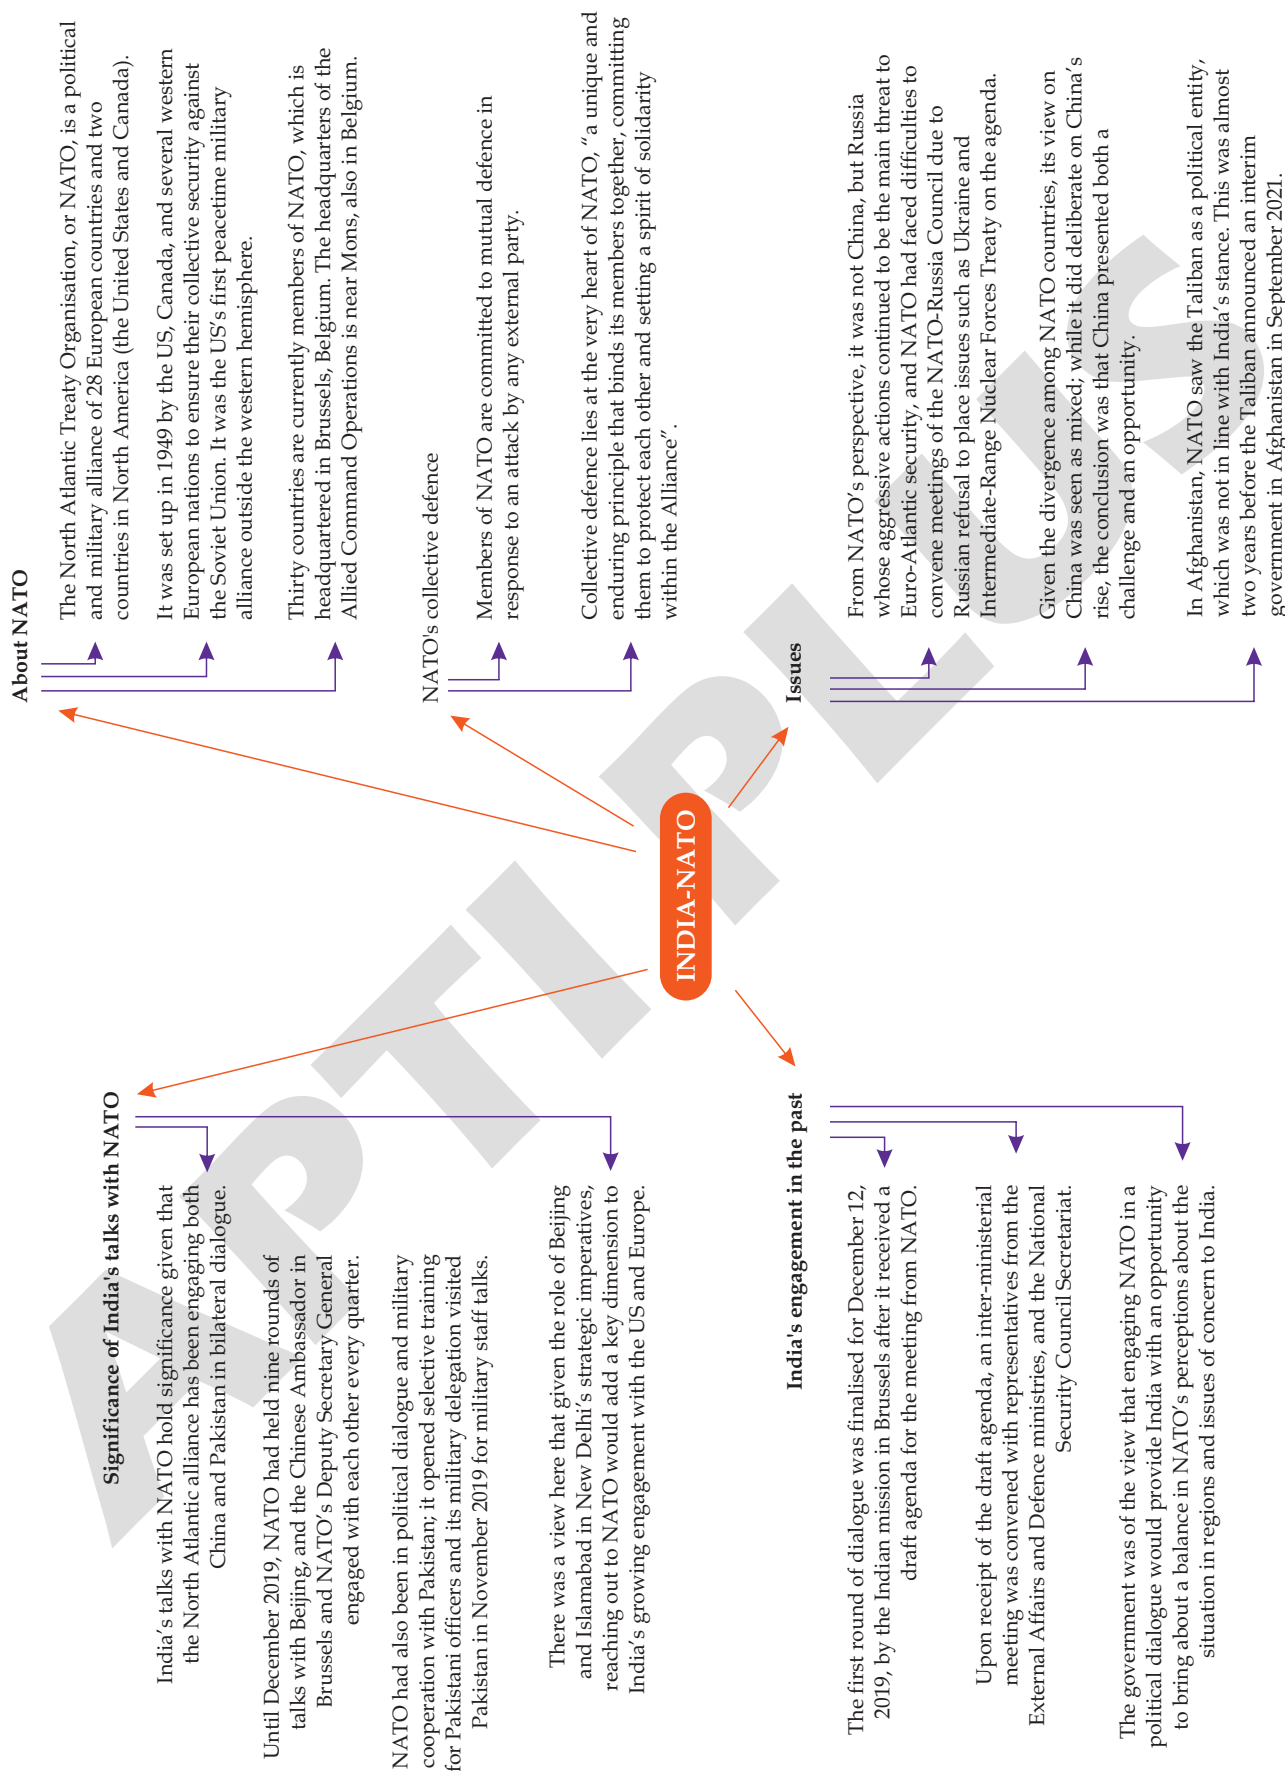 INDIA-NATO
Significance of India's talks with NATO
India's talks with NATO hold significance given that
the North Atlantic alliance has been engaging both
China and Pakistan in bilateral dialogue.
Until December 2019, NATO had held nine rounds of
talks with Beijing, and the Chinese Ambassador in
Brussels and NATO's Deputy Secretary General
engaged with each other every quarter.
NATO had also been in political dialogue and military
cooperation with Pakistan; it opened selective training
for Pakistani officers and its military delegation visited
Pakistan in November 2019 for military staff talks.
There was a view here that given the role of Beijing
and Islamabad in New Delhi's strategic imperatives,
reaching out to NATO would add a key dimension to
India's growing engagement with the US and Europe.
India's engagement in the past
The first round of dialogue was finalised for December 12,
2019, by the Indian mission in Brussels after it received a
draft agenda for the meeting from NATO.
Upon receipt of the draft agenda, an inter-ministerial
meeting was convened with representatives from the
External Affairs and Defence ministries, and the National
Security Council Secretariat.
The government was of the view that engaging NATO in a
political dialogue would provide India with an opportunity
to bring about a balance in NATO's perceptions about the
situation in regions and issues of concern to India.
About NATO
The North Atlantic Treaty Organisation, or NATO, is a political
and military alliance of 28 European countries and two
countries in North America (the United States and Canada).
It was set up in 1949 by the US, Canada, and several western
European nations to ensure their collective security against
the Soviet Union. It was the US's first peacetime military
alliance outside the western hemisphere.
Thirty countries are currently members of NATO, which is
headquartered in Brussels, Belgium. The headquarters of the
Allied Command Operations is near Mons, also in Belgium.
NATO's collective defence
Members of NATO are committed to mutual defence in
response to an attack by any external party.
Collective defence lies at the very heart of NATO, "a unique and
enduring principle that binds its members together, committing
them to protect each other and setting a spirit of solidarity
within the Alliance".
Issues
From NATO's perspective, it was not China, but Russia
whose aggressive actions continued to be the main threat to
Euro-Atlantic security, and NATO had faced difficulties to
convene meetings of the NATO-Russia Council due to
Russian refusal to place issues such as Ukraine and
Intermediate-Range Nuclear Forces Treaty on the agenda.
Given the divergence among NATO countries, its view on
China was seen as mixed; while it did deliberate on China's
rise, the conclusion was that China presented both a
challenge and an opportunity.
In Afghanistan, NATO saw the Taliban as a political entity,
which was not in line with India's stance. This was almost
two years before the Taliban announced an interim
government in Afghanistan in September 2021.
APTI PLUS